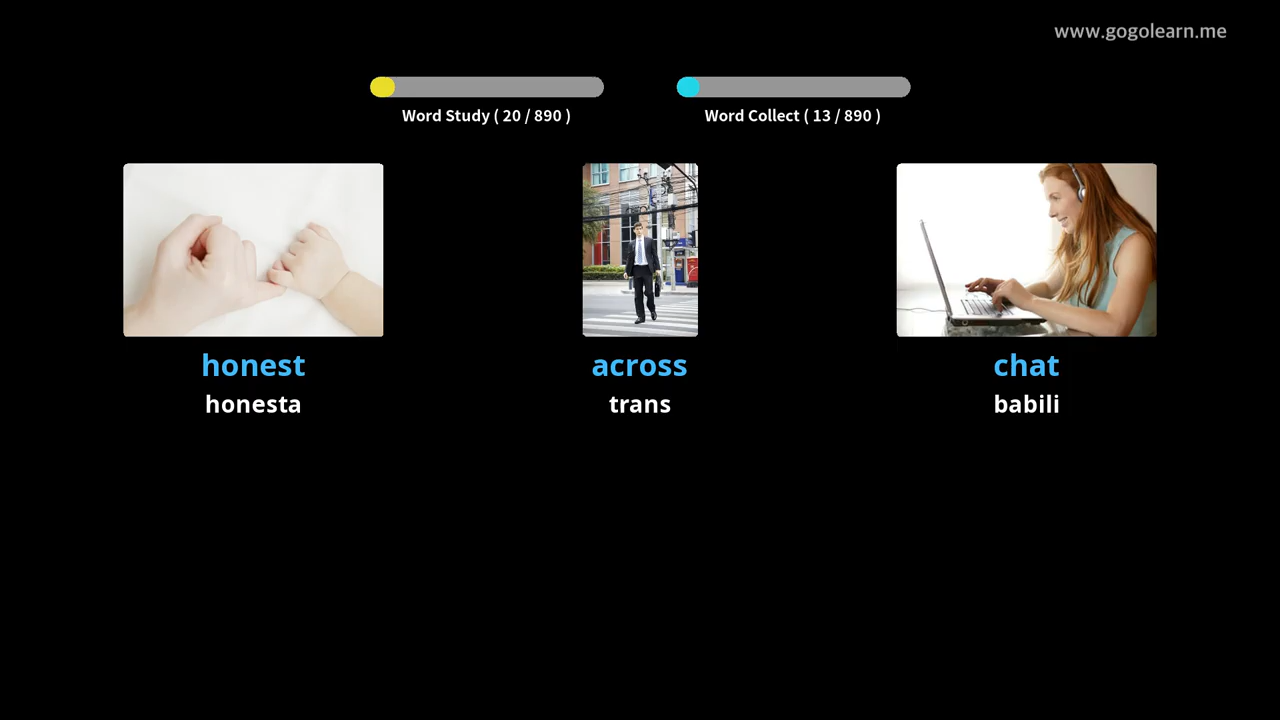 www.gogolearn.me
Word Study ( 20 / 890 )
Word Collect ( 13 / 890 )
honest
across
chat
honesta
trans
babili